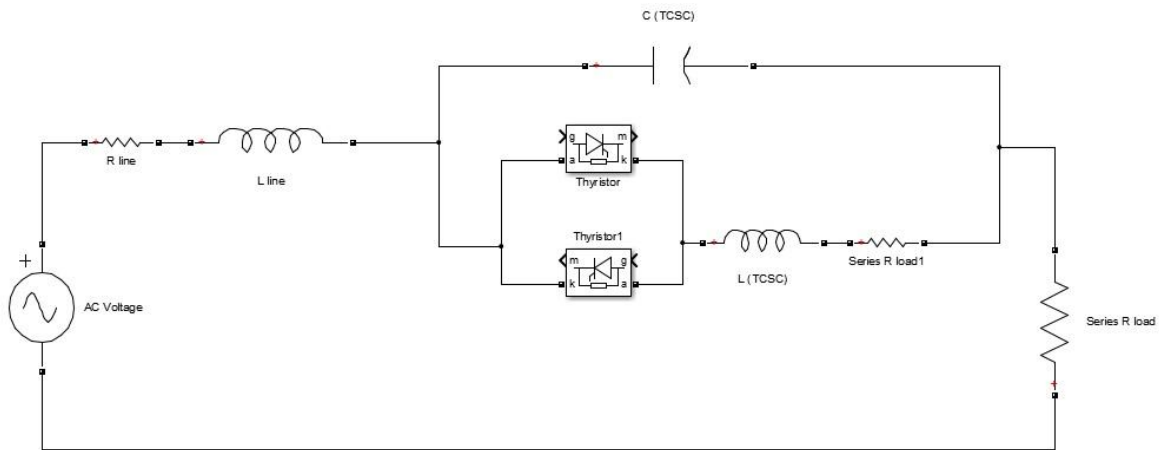 C (TCSC)
g m
a k
Thyristor
R line
L line
Thyristor1
m g
k a
L (TCSC)
Series R load1
+
AC Voltage
Series R load